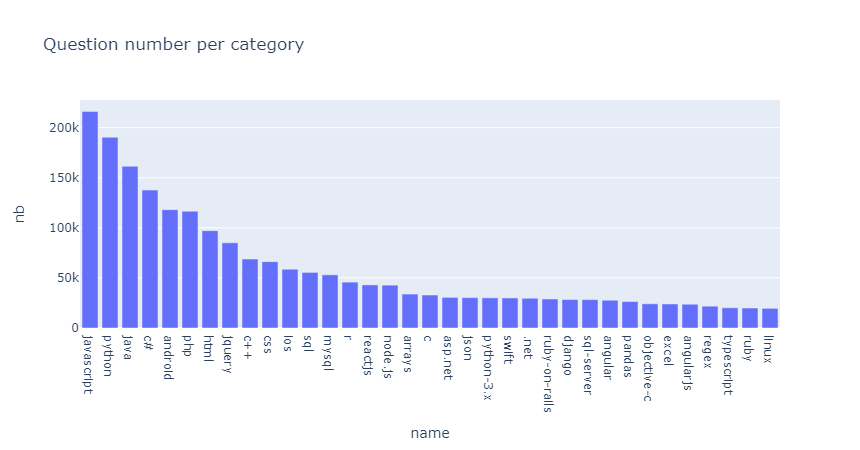 Question number per category
nb
200k
150k
100k
50k
0
javascript
python
java
c#
android
php
html
jquery
c++
css
ios
sql
mysql
r
reactjs
node.js
arrays
c
asp.net
json
python-3.x
swift
.net
ruby-on-rails
django
sql-server
angular
pandas
objective-c
excel
angularjs
regex
typescript
ruby
linux
name